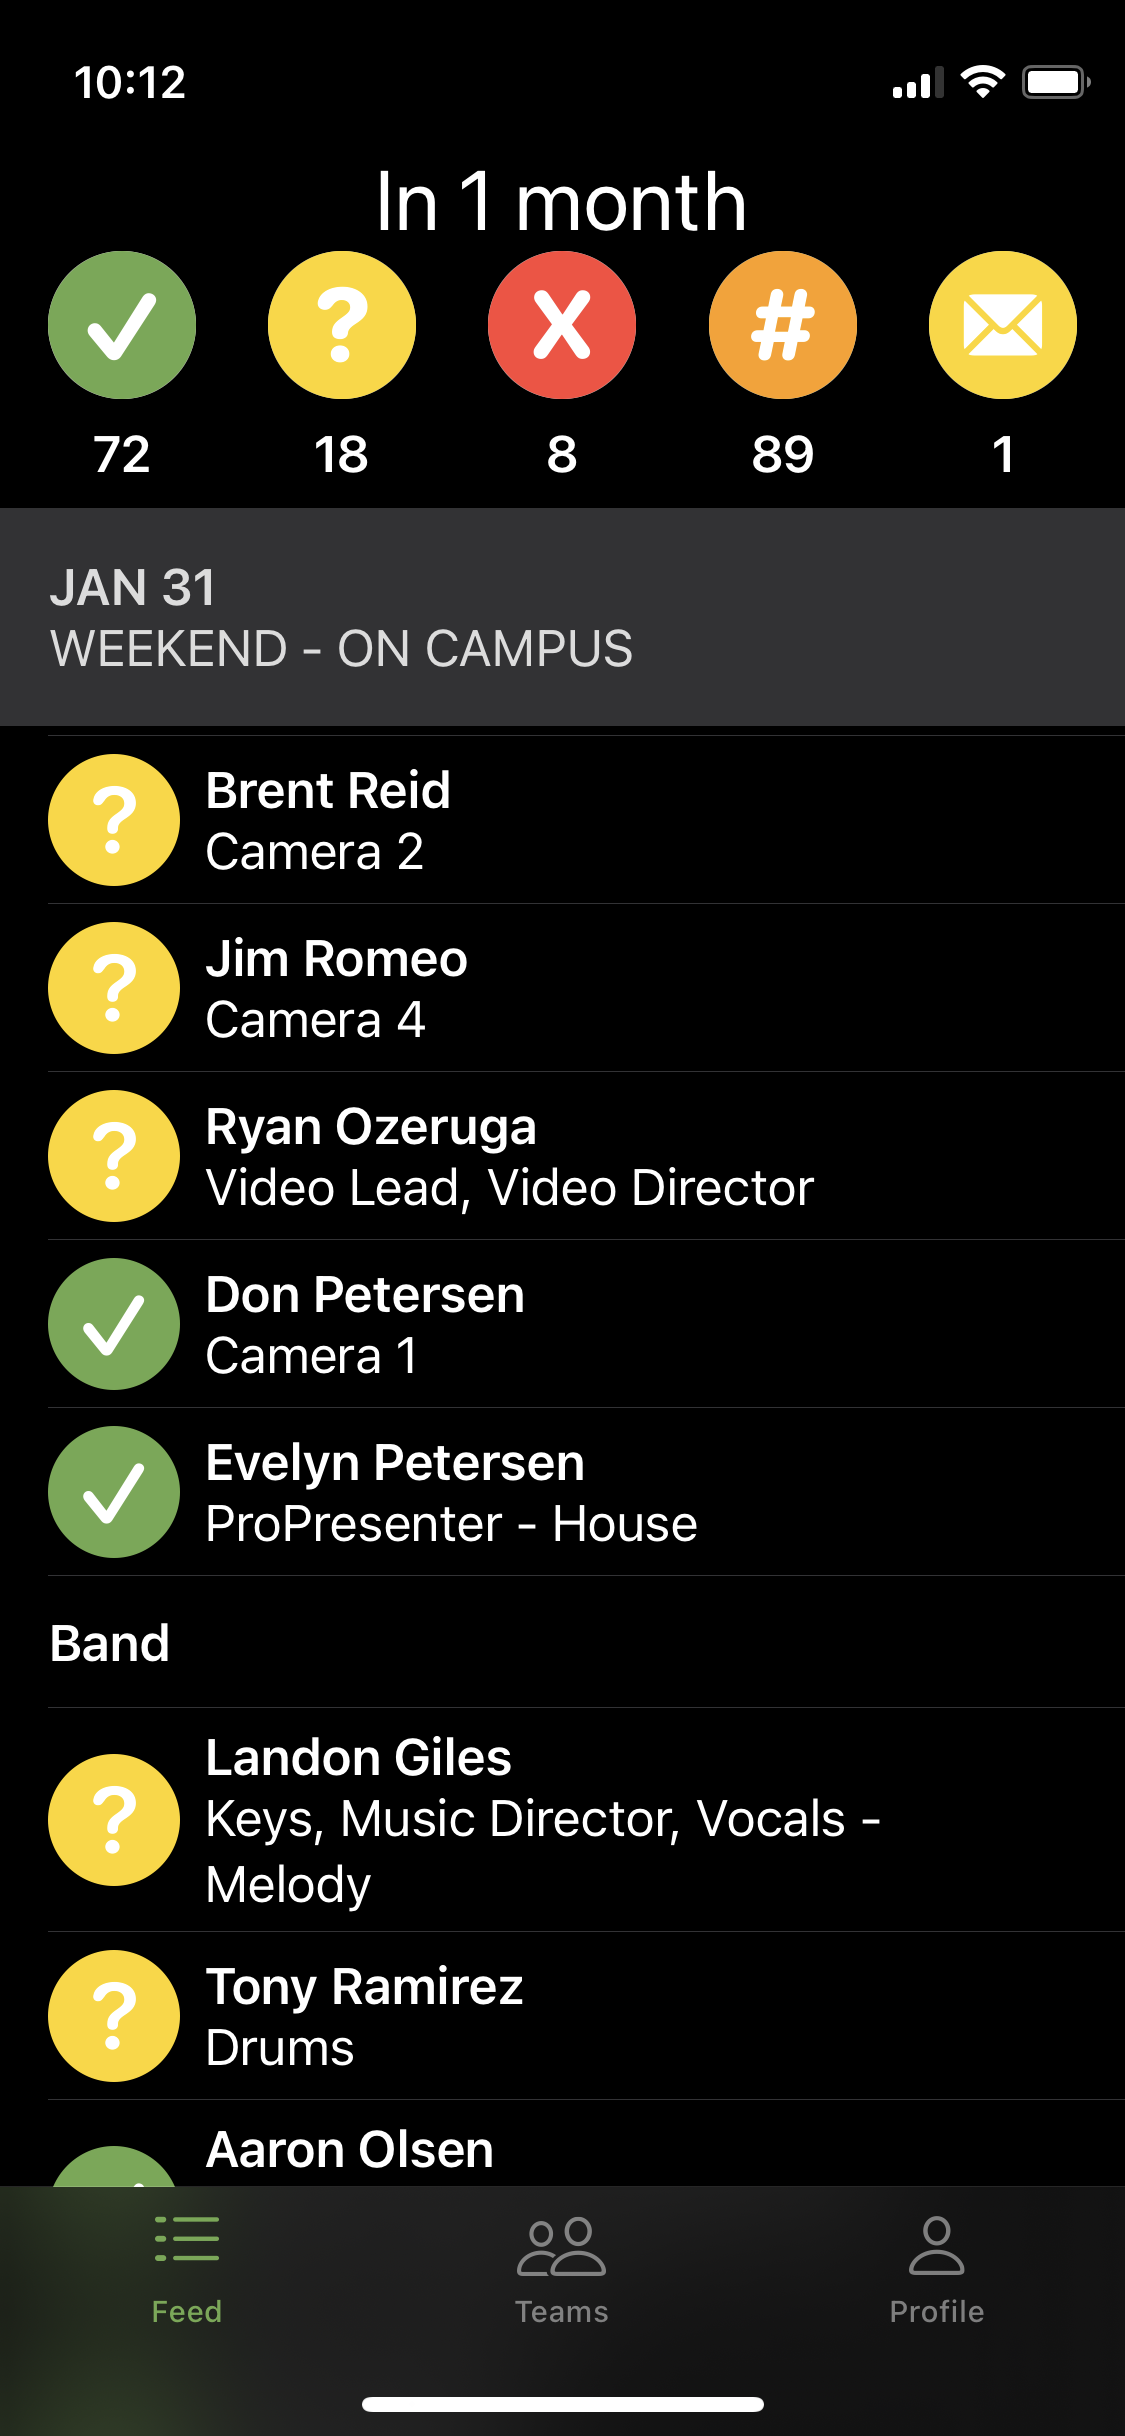 10:12
In 1 month
72 18 8 89 1
JAN 31
WEEKEND - ON CAMPUS
Brent Reid
Camera 2
Jim Romeo
Camera 4
Ryan Ozeruga
Video Lead, Video Director
Don Petersen
Camera 1
Evelyn Petersen
ProPresenter - House
Band
Landon Giles
Keys, Music Director, Vocals -
Melody
Tony Ramirez
Drums
Aaron Olsen
Feed Teams Profile